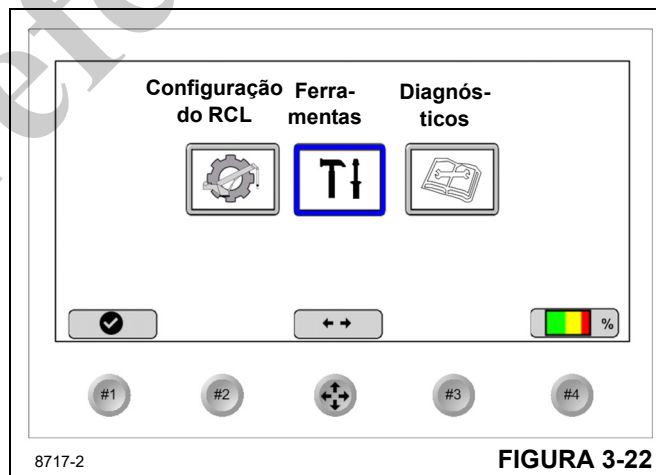 Configuração Ferra- Diagnós-
do RCL mentas ticos
%
#1 #2 #3 #4
8717-2 FIGURA 3-22